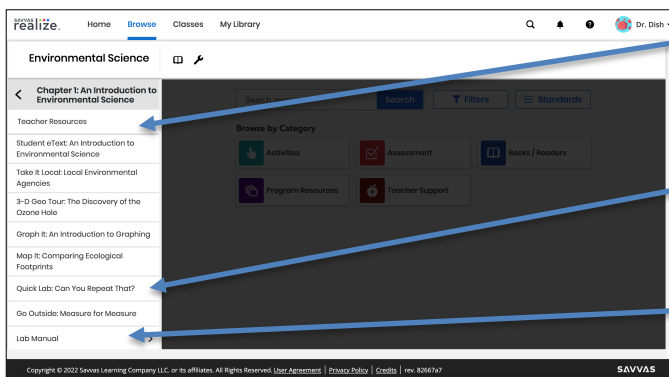 SAVVAS
realize.
Home Browse Classes My Library
Dr. Dish
Environmental Science
Chapter 1: An Introduction to
Environmental Science
Teacher Resources
Student eText: An Introduction to
Environmental Science
Take It Local: Local Environmental
Agencies
3-D Geo Tour: The Discovery of the
Ozone Hole
Graph It: An Introduction to Graphing
Map It: Comparing Ecological
Footprints
Quick Lab: Can You Repeat That?
Go Outside: Measure for Measure
Lab Manual
Search Filters Standards
Browse by Category
Activities Assessment Books / Readers
Program Resources Teacher Support
Copyright © 2022 Savvas Learning Company LLC. or its affiliates. All Rights Reserved. User Agreement | Privacy Policy | Credits | rev. 82667a7
SAVVAS